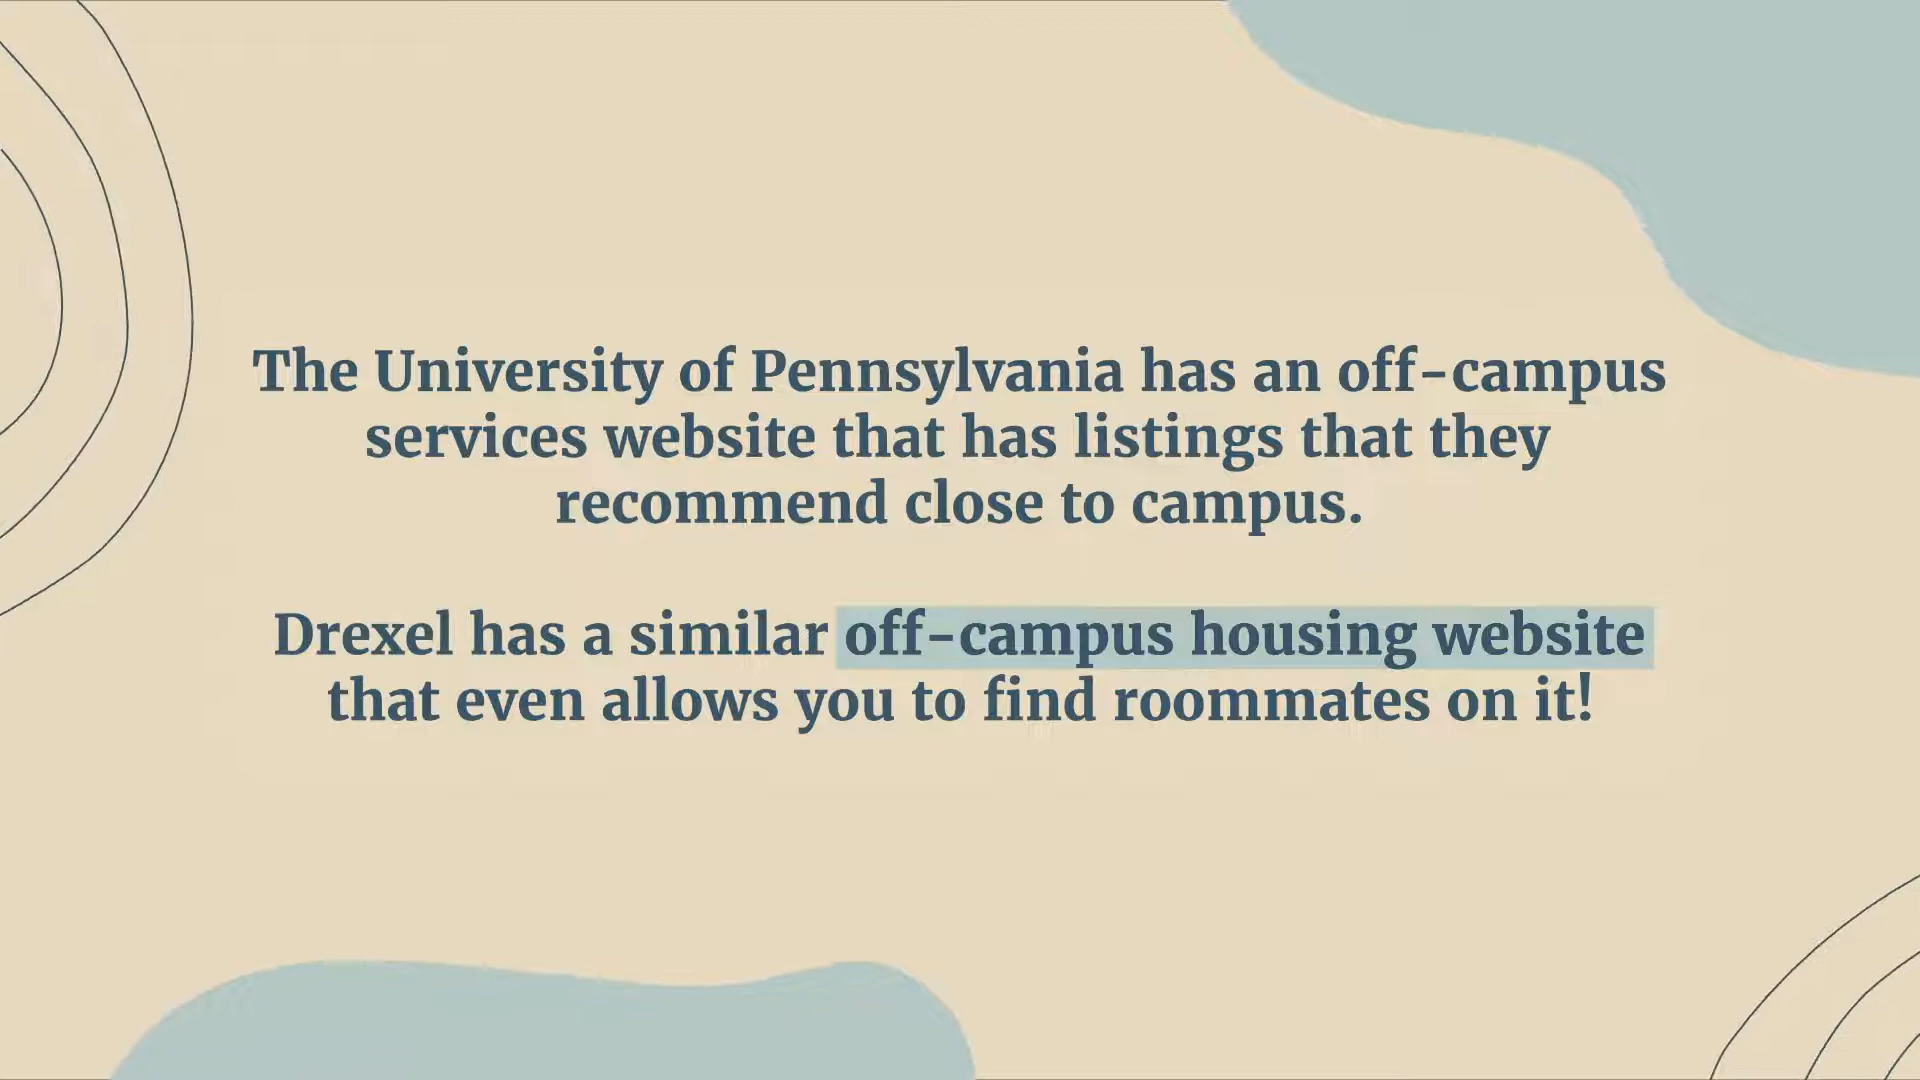 The University of Pennsylvania has an off-campus
services website that has listings that they
recommend close to campus.
Drexel has a similar off-campus housing website
that even allows you to find roommates on it!